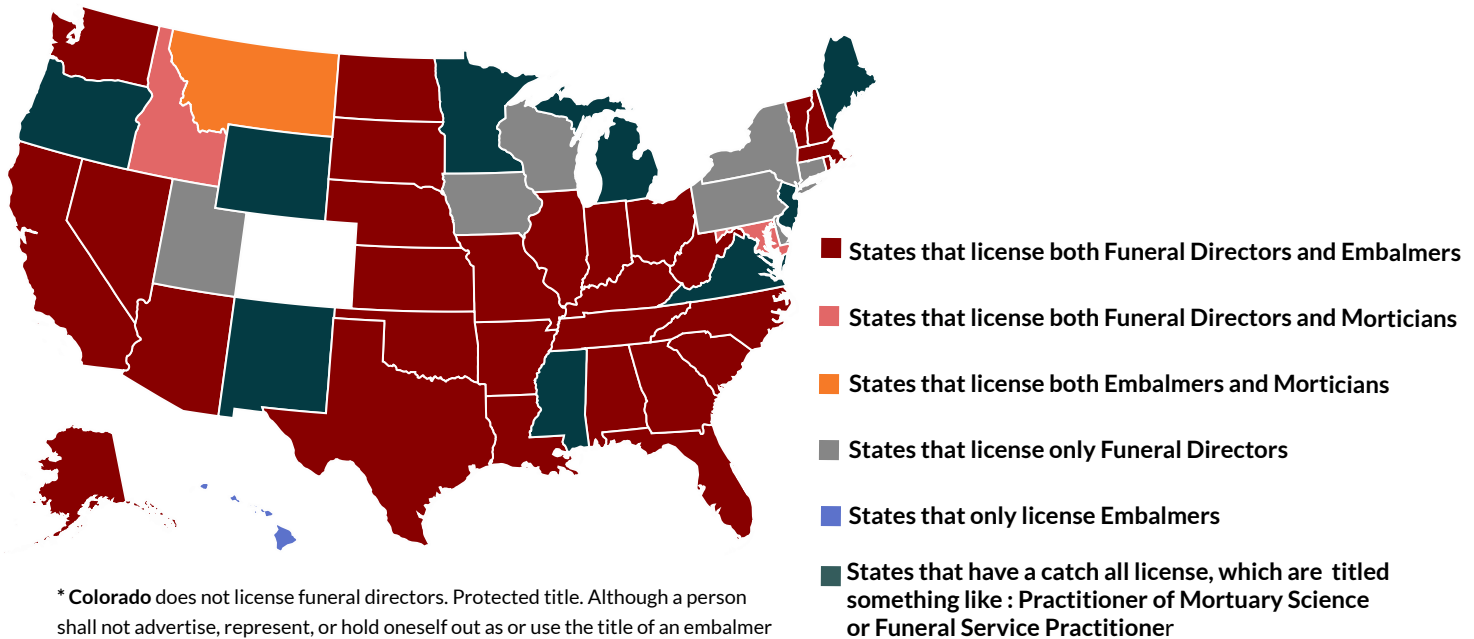 States that license both Funeral Directors and Embalmers
States that license both Funeral Directors and Morticians
States that license both Embalmers and Morticians
States that license only Funeral Directors
States that only license Embalmers
States that have a catch all license, which are titled
something like : Practitioner of Mortuary Science
or Funeral Service Practitioner
* Colorado does not license funeral directors. Protected title. Although a person
shall not advertise, represent, or hold oneself out as or use the title of an embalmer